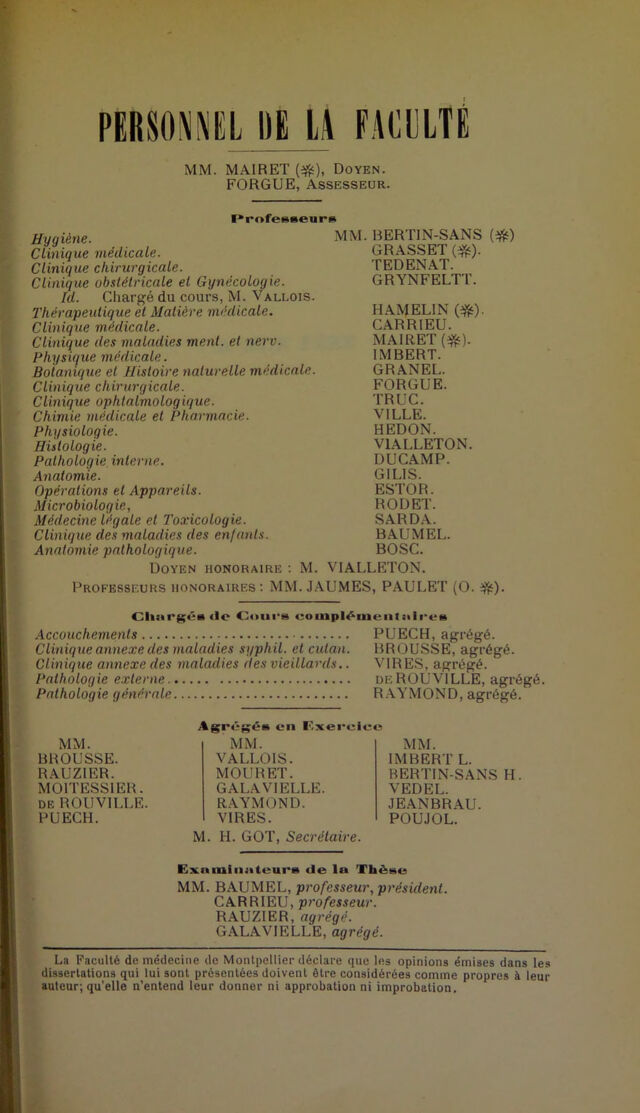 PERSONNEL DE LA FACULTÉ
MM. MAIRET (✻), DOYEN.
FORGUE, ASSESSEUR.
Professeurs
Hygiène. MM. BERTIN-SANS (✻)
Clinique médicale. GRASSET (✻).
Clinique chirurgicale. TEDENAT.
Clinique obstétricale et Gynécologie. GRYNFELTT.
Id. Chargé du cours, M. VALLOIS.
Thérapeutique et Matière médicale. HAMELIN (✻).
Clinique médicale. CARRIEU.
Clinique des maladies ment. et nerv. MAIRET (✻).
Physique médicale. IMBERT.
Botanique et Histoire naturelle médicale. GRANEL.
Clinique chirurgicale. FORGUE.
Clinique ophtalmologique. TRUC.
Chimie médicale et Pharmacie. VILLE.
Physiologie. HEDON.
Histologie. VIALLETON.
Pathologie interne. DUCAMP.
Anatomie. GILIS.
Opérations et Appareils. ESTOR.
Microbiologie, RODET.
Médecine légale et Toxicologie. SARDA.
Clinique des maladies des enfants. BAUMEL.
Anatomie pathologique. BOSC.
DOYEN HONORAIRE : M. VIALLETON.
PROFESSEURS HONORAIRES : MM. JAUMES, PAULET (O. ✻).
Chargés de Cours complémentaires
Accouchements ........ PUECH, agrégé.
Clinique annexe des maladies syphil. et cutan. BROUSSE, agrégé.
Clinique annexe des maladies des vieillards.. VIRES, agrégé.
Pathologie externe ........ DE ROUVILLE, agrégé.
Pathologie générale ........ RAYMOND, agrégé.
Agrégés en Exercice
MM. MM. MM.
BROUSSE. VALLOIS. IMBERT L.
RAUZIER. MOURET. BERTIN-SANS H.
MOITESSIER. GALAVIELLE. VEDEL.
DE ROUVILLE. RAYMOND. JEANBRAU.
PUECH. VIRES. POUJOL.
M. H. GOT, Secrétaire.
Examinateurs de la Thèse
MM. BAUMEL, professeur, président.
CARRIEU, professeur.
RAUZIER, agrégé.
GALAVIELLE, agrégé.
La Faculté de médecine de Montpellier déclare que les opinions émises dans les
dissertations qui lui sont présentées doivent être considérées comme propres à leur
auteur; qu'elle n'entend leur donner ni approbation ni improbation.